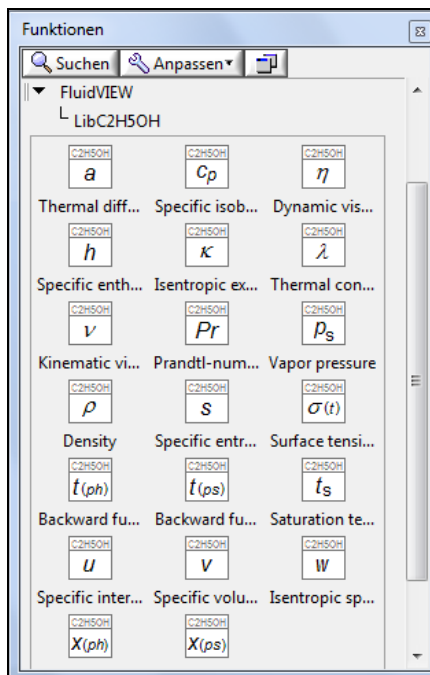 Funktionen
Suchen Anpassen
FluidVIEW
LibC2H5OH
C2H5OH C2H5OH C2H5OH
a cp η
Thermal diff... Specific isob... Dynamic vis...
C2H5OH C2H5OH C2H5OH
h κ λ
Specific enth... Isentropic ex... Thermal con...
C2H5OH C2H5OH C2H5OH
ν Pr ps
Kinematic vi... Prandtl-num... Vapor pressure
C2H5OH C2H5OH C2H5OH
ρ s σ(t)
Density Specific entr... Surface tensi...
C2H5OH C2H5OH C2H5OH
t(ph) t(ps) ts
Backward fu... Backward fu... Saturation te...
C2H5OH C2H5OH C2H5OH
u v w
Specific inter... Specific volu... Isentropic sp...
C2H5OH C2H5OH
x(ph) x(ps)